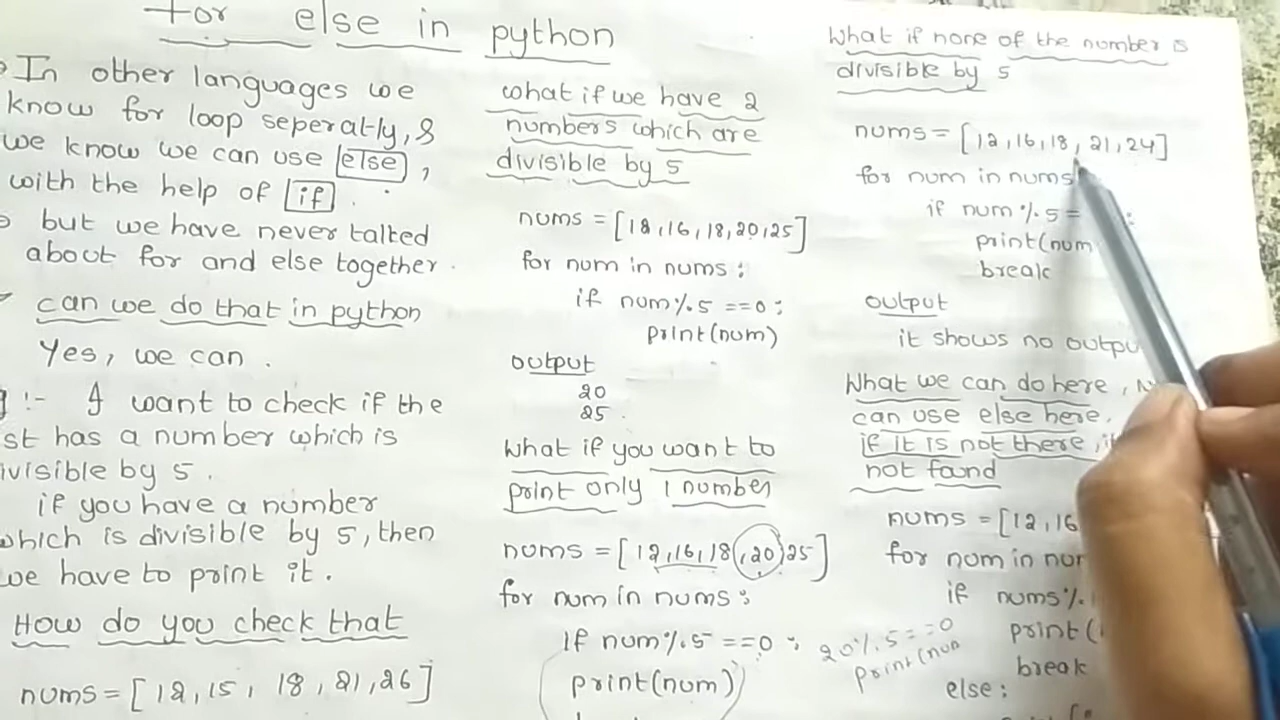 for else in python
In other languages we
know for loop seperatly, &
we know we can use else,
with the help of if.
but we have never talted
about for and else together.
can we do that in python
Yes, we can.
:- I want to check if the
has a number which is
by 5.
if you have a number
which is divisible by 5, then
we have to print it.
How do you check that
nums = [12, 15, 18, 21, 26]
what if we have 2
numbers which are
divisible by 5
nums = [18,16,18,20,25]
for num in nums:
if num%5 ==0:
print(num)
output
20
25.
What if you want to
print only 1 number
nums = [12,16,18,20,25]
for num in nums:
if num%5 ==0:
print(num)
20%5==0
print(num
What if none of the number is
divisible by 5
nums = [12,16,18,21,24]
for num in nums
if num%5=
print(num
break
output
it shows no
What we can do here,
can use else here,
if it is not there,
not found
nums = [12,16
for num in
if nums%
print(
break
else: